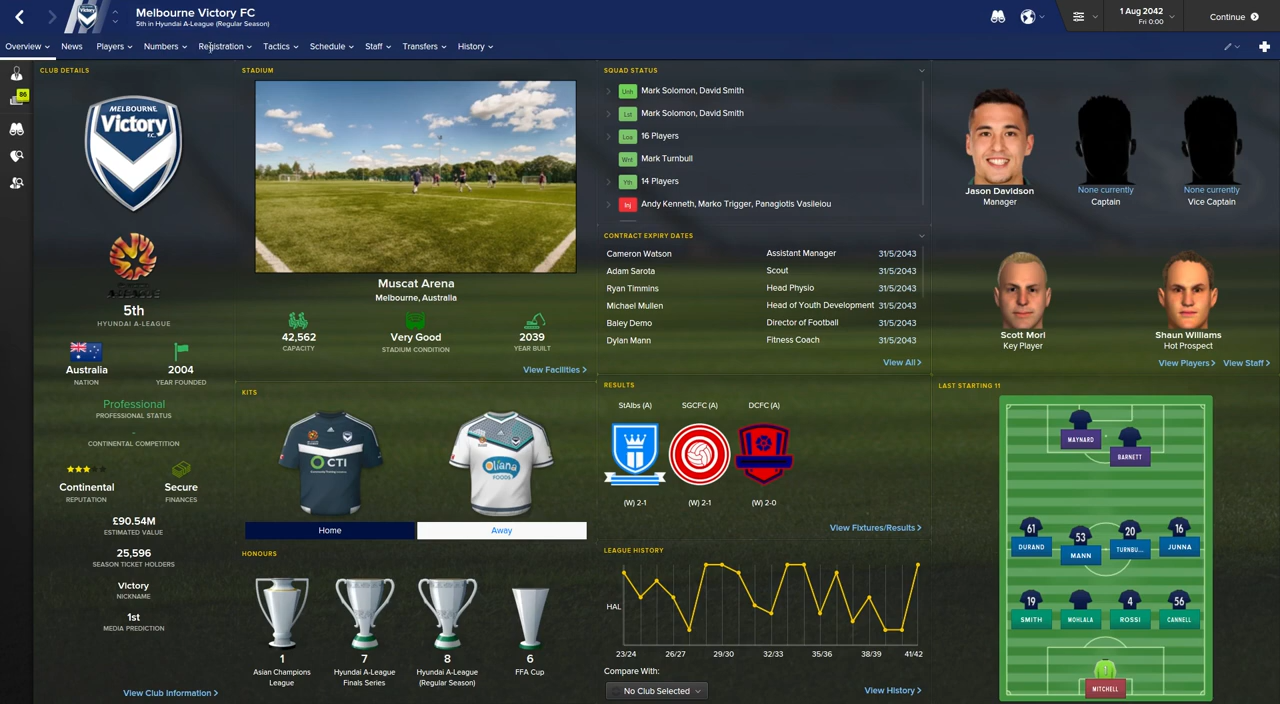 Melbourne Victory FC
5th in Hyundai A-League (Regular Season)
1 Aug 2042
Fri 0:00
Continue
Overview
News
Players
Numbers
Registration
Tactics
Schedule
Staff
Transfers
History
86
CLUB DETAILS
MELBOURNE
Victory
F.C.
5th
HYUNDAI A-LEAGUE
Australia
NATION
2004
YEAR FOUNDED
Professional
PROFESSIONAL STATUS
-
CONTINENTAL COMPETITION
Continental
REPUTATION
Secure
FINANCES
£90.54M
ESTIMATED VALUE
25,596
SEASON TICKET HOLDERS
Victory
NICKNAME
1st
MEDIA PREDICTION
View Club Information >
STADIUM
Muscat Arena
Melbourne, Australia
42,562
CAPACITY
Very Good
STADIUM CONDITION
2039
YEAR BUILT
View Facilities >
KITS
CTI
Oliana
FOODS
Home
Away
HONOURS
1
Asian Champions
League
7
Hyundai A-League
Finals Series
8
Hyundai A-League
(Regular Season)
6
FFA Cup
SQUAD STATUS
Unh Mark Solomon, David Smith
Lst Mark Solomon, David Smith
Loa 16 Players
Wnt Mark Turnbull
Yth 14 Players
Inj Andy Kenneth, Marko Trigger, Panagiotis Vasileiou
CONTRACT EXPIRY DATES
Cameron Watson Assistant Manager 31/5/2043
Adam Sarota Scout 31/5/2043
Ryan Timmins Head Physio 31/5/2043
Michael Mullen Head of Youth Development 31/5/2043
Baley Demo Director of Football 31/5/2043
Dylan Mann Fitness Coach 31/5/2043
View All >
RESULTS
StAlbs (A)
SGCFC (A)
DCFC (A)
(W) 2-1
(W) 2-1
(W) 2-0
View Fixtures/Results >
LEAGUE HISTORY
HAL
23/24 26/27 29/30 32/33 35/36 38/39 41/42
Compare With:
No Club Selected
View History >
Jason Davidson
Manager
None currently
Captain
None currently
Vice Captain
Scott Mori
Key Player
Shaun Williams
Hot Prospect
View Players >
View Staff >
LAST STARTING 11
MAYNARD
BARNETT
61
DURAND
53
MANN
20
TURNBU...
16
JUNNA
19
SMITH
MOHLALA
4
ROSSI
56
CANNELL
1
MITCHELL